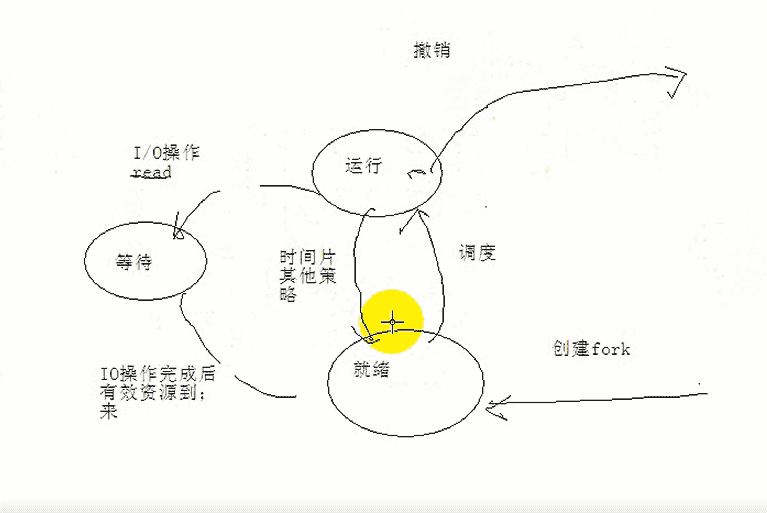 撤销
I/O操作
read
运行
等待
时间片
其他策
略
调度
就绪
创建fork
IO操作完成后
有效资源到;
来